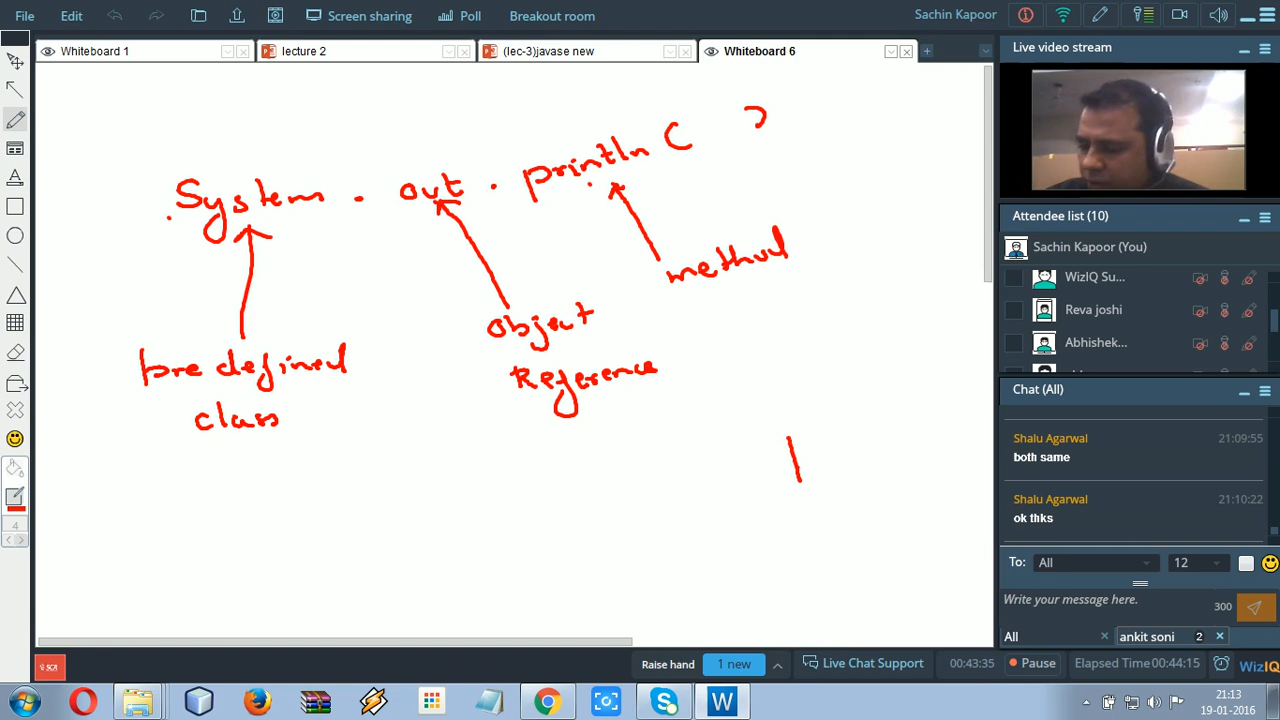 File Edit Screen sharing Poll Breakout room Sachin Kapoor
Whiteboard 1 lecture 2 (lec-3)javase new Whiteboard 6
System . out . println ( )
method
object
Reference
predefined
class
4
Live video stream
Attendee list (10)
Sachin Kapoor (You)
WizIQ Su...
Reva joshi
Abhishek...
Chat (All)
Shalu Agarwal 21:09:55
both same
Shalu Agarwal 21:10:22
ok thks
To: All 12
Write your message here. 300
All ankit soni 2
SCR Raise hand 1 new Live Chat Support 00:43:35 Pause Elapsed Time 00:44:15 WizIQ
21:13
19-01-2016